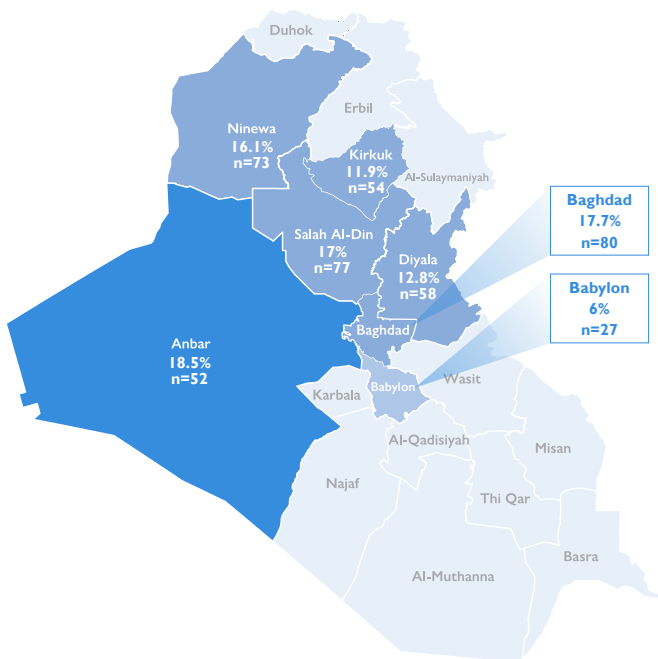 Duhok
Erbil
Ninewa
16.1%
n=73
Kirkuk
11.9%
n=54
Al-Sulaymaniyah
Baghdad
17.7%
n=80
Salah Al-Din
17%
n=77
Diyala
12.8%
n=58
Babylon
6%
n=27
Baghdad
Anbar
18.5%
n=52
Karbala
Babylon
Wasit
Al-Qadisiyah
Misan
Najaf
Thi Qar
Basra
Al-Muthanna